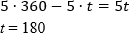 5 · 360 − 5 · t = 5t
t = 180